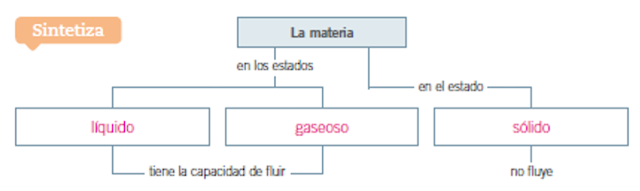 Sintetiza
La materia
en los estados
en el estado
líquido
gaseoso
sólido
tiene la capacidad de fluir
no fluye